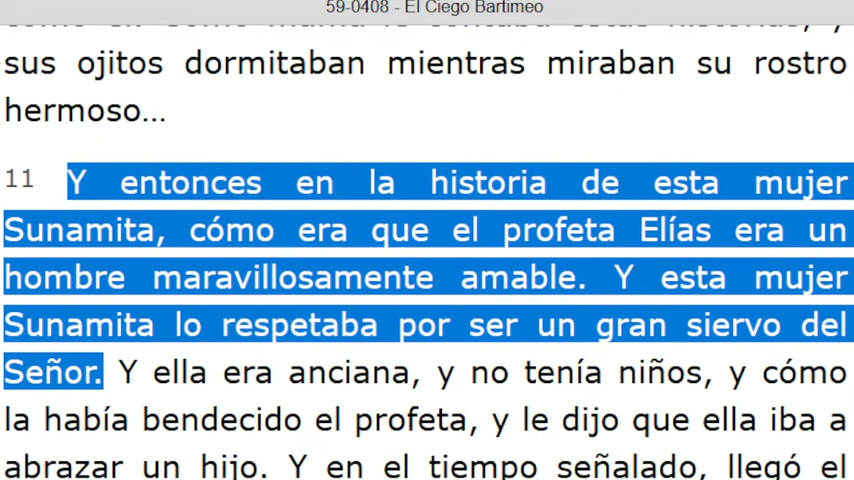 59-0408 - El Ciego Bartimeo
sus ojitos dormitaban mientras miraban su rostro
hermoso…
11 Y entonces en la historia de esta mujer
Sunamita, cómo era que el profeta Elías era un
hombre maravillosamente amable. Y esta mujer
Sunamita lo respetaba por ser un gran siervo del
Señor. Y ella era anciana, y no tenía niños, y cómo
la había bendecido el profeta, y le dijo que ella iba a
abrazar un hijo. Y en el tiempo señalado, llegó el